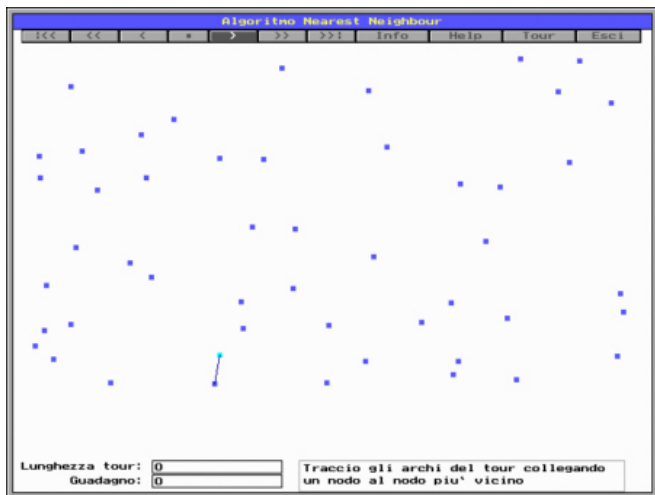 Algoritmo Nearest Neighbour
:<< << < ▪ > >> >>: Info Help Tour Esci
Lunghezza tour: 0
Guadagno: 0
Traccio gli archi del tour collegando
un nodo al nodo piu' vicino